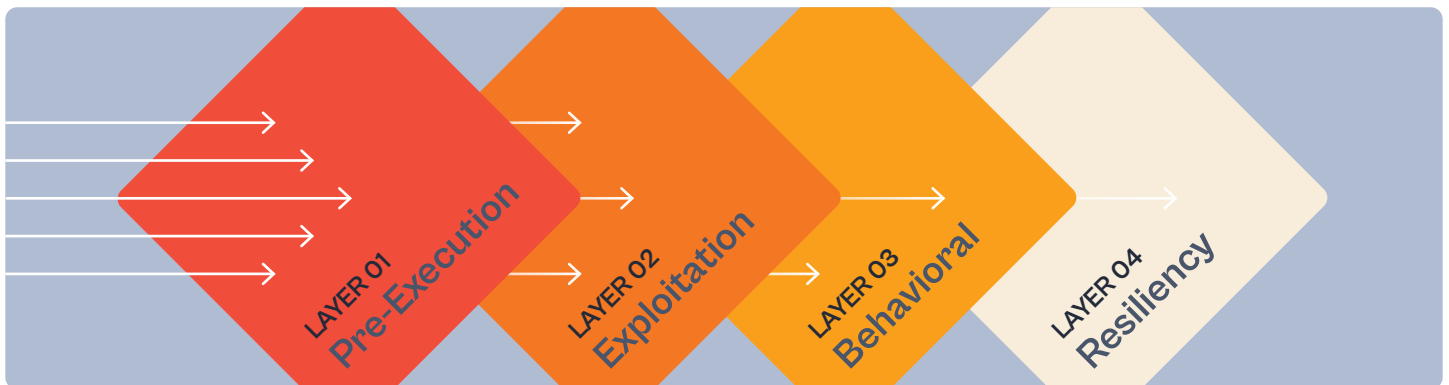 LAYER 01
Pre-Execution
LAYER 02
Exploitation
LAYER 03
Behavioral
LAYER 04
Resiliency